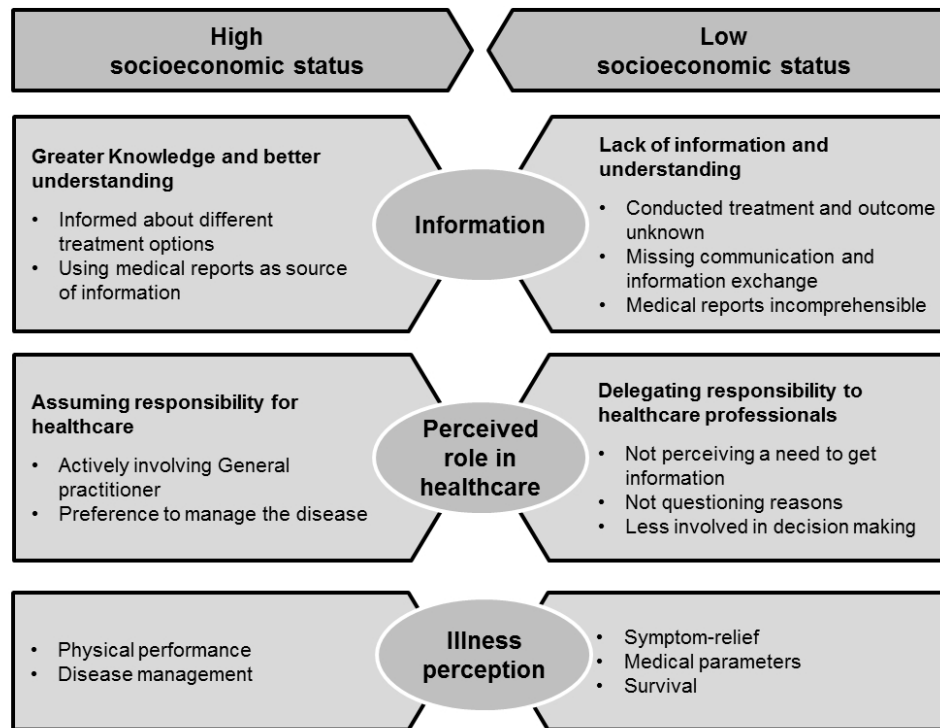 High
socioeconomic status
Low
socioeconomic status
Greater Knowledge and better
understanding
• Informed about different
treatment options
• Using medical reports as source
of information
Information
Lack of information and
understanding
• Conducted treatment and outcome
unknown
• Missing communication and
information exchange
• Medical reports incomprehensible
Assuming responsibility for
healthcare
• Actively involving General
practitioner
• Preference to manage the disease
Perceived
role in
healthcare
Delegating responsibility to
healthcare professionals
• Not perceiving a need to get
information
• Not questioning reasons
• Less involved in decision making
• Physical performance
• Disease management
Illness
perception
• Symptom-relief
• Medical parameters
• Survival